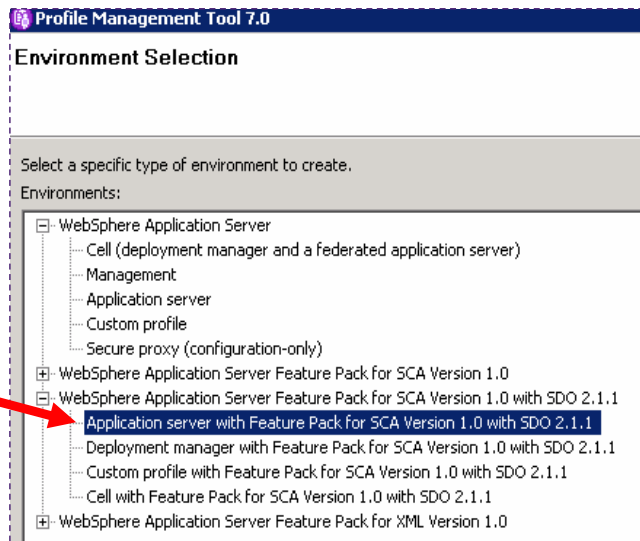 Profile Management Tool 7.0
Environment Selection
Select a specific type of environment to create.
Environments:
WebSphere Application Server
Cell (deployment manager and a federated application server)
Management
Application server
Custom profile
Secure proxy (configuration-only)
WebSphere Application Server Feature Pack for SCA Version 1.0
WebSphere Application Server Feature Pack for SCA Version 1.0 with SDO 2.1.1
Application server with Feature Pack for SCA Version 1.0 with SDO 2.1.1
Deployment manager with Feature Pack for SCA Version 1.0 with SDO 2.1.1
Custom profile with Feature Pack for SCA Version 1.0 with SDO 2.1.1
Cell with Feature Pack for SCA Version 1.0 with SDO 2.1.1
WebSphere Application Server Feature Pack for XML Version 1.0